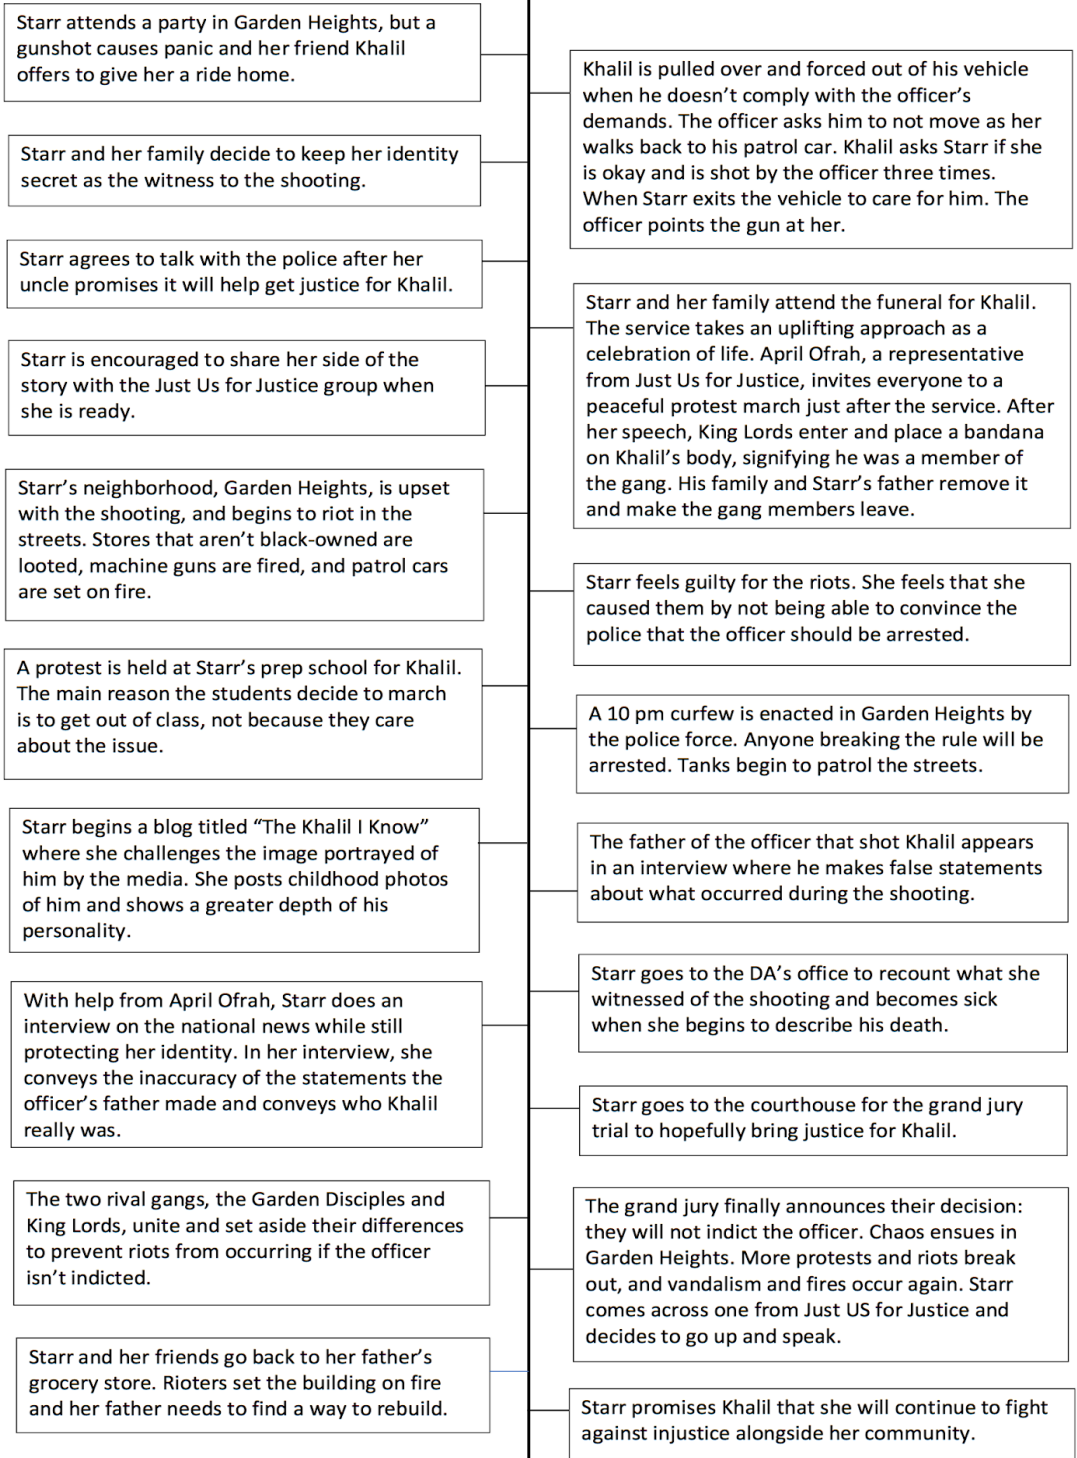 Starr attends a party in Garden Heights, but a
gunshot causes panic and her friend Khalil
offers to give her a ride home.
Khalil is pulled over and forced out of his vehicle
when he doesn’t comply with the officer’s
demands. The officer asks him to not move as her
walks back to his patrol car. Khalil asks Starr if she
is okay and is shot by the officer three times.
When Starr exits the vehicle to care for him. The
officer points the gun at her.
Starr and her family decide to keep her identity
secret as the witness to the shooting.
Starr agrees to talk with the police after her
uncle promises it will help get justice for Khalil.
Starr and her family attend the funeral for Khalil.
The service takes an uplifting approach as a
celebration of life. April Ofrah, a representative
from Just Us for Justice, invites everyone to a
peaceful protest march just after the service. After
her speech, King Lords enter and place a bandana
on Khalil’s body, signifying he was a member of
the gang. His family and Starr’s father remove it
and make the gang members leave.
Starr is encouraged to share her side of the
story with the Just Us for Justice group when
she is ready.
Starr’s neighborhood, Garden Heights, is upset
with the shooting, and begins to riot in the
streets. Stores that aren’t black-owned are
looted, machine guns are fired, and patrol cars
are set on fire.
Starr feels guilty for the riots. She feels that she
caused them by not being able to convince the
police that the officer should be arrested.
A protest is held at Starr’s prep school for Khalil.
The main reason the students decide to march
is to get out of class, not because they care
about the issue.
A 10 pm curfew is enacted in Garden Heights by
the police force. Anyone breaking the rule will be
arrested. Tanks begin to patrol the streets.
Starr begins a blog titled “The Khalil I Know”
where she challenges the image portrayed of
him by the media. She posts childhood photos
of him and shows a greater depth of his
personality.
The father of the officer that shot Khalil appears
in an interview where he makes false statements
about what occurred during the shooting.
Starr goes to the DA’s office to recount what she
witnessed of the shooting and becomes sick
when she begins to describe his death.
With help from April Ofrah, Starr does an
interview on the national news while still
protecting her identity. In her interview, she
conveys the inaccuracy of the statements the
officer’s father made and conveys who Khalil
really was.
Starr goes to the courthouse for the grand jury
trial to hopefully bring justice for Khalil.
The two rival gangs, the Garden Disciples and
King Lords, unite and set aside their differences
to prevent riots from occurring if the officer
isn’t indicted.
The grand jury finally announces their decision:
they will not indict the officer. Chaos ensues in
Garden Heights. More protests and riots break
out, and vandalism and fires occur again. Starr
comes across one from Just US for Justice and
decides to go up and speak.
Starr and her friends go back to her father’s
grocery store. Rioters set the building on fire
and her father needs to find a way to rebuild.
Starr promises Khalil that she will continue to fight
against injustice alongside her community.